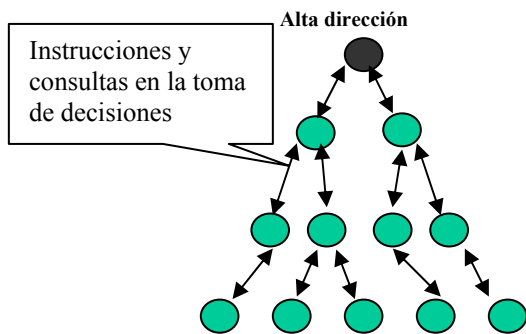 Alta dirección
Instrucciones y
consultas en la toma
de decisiones